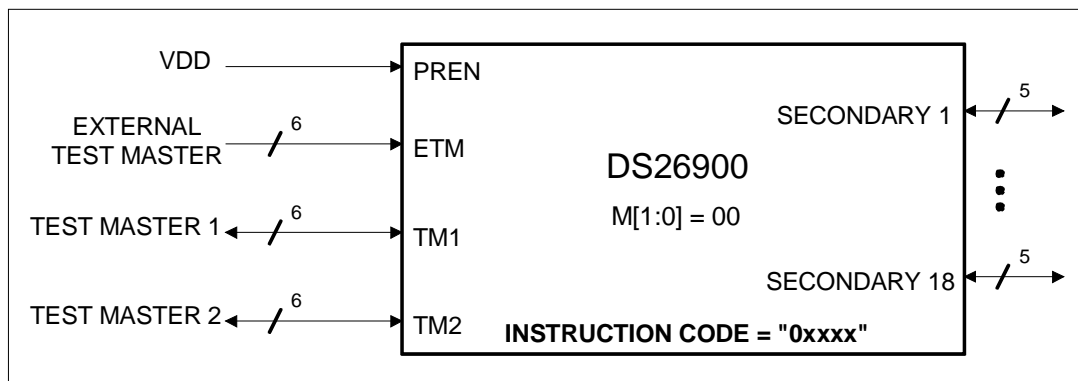 VDD
PREN
EXTERNAL
TEST MASTER
6
ETM
TEST MASTER 1
6
TM1
TEST MASTER 2
6
TM2
DS26900
M[1:0] = 00
INSTRUCTION CODE = "0xxxx"
SECONDARY 1
5
SECONDARY 18
5